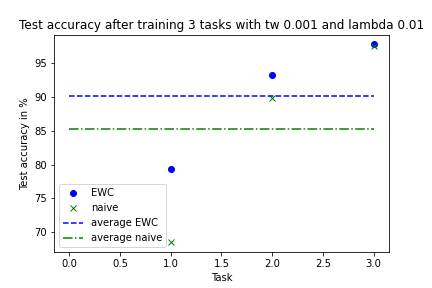 Test accuracy after training 3 tasks with tw 0.001 and lambda 0.01
95
90
85
80
75
70
Test accuracy in %
EWC
naive
average EWC
average naive
0.0 0.5 1.0 1.5 2.0 2.5 3.0
Task